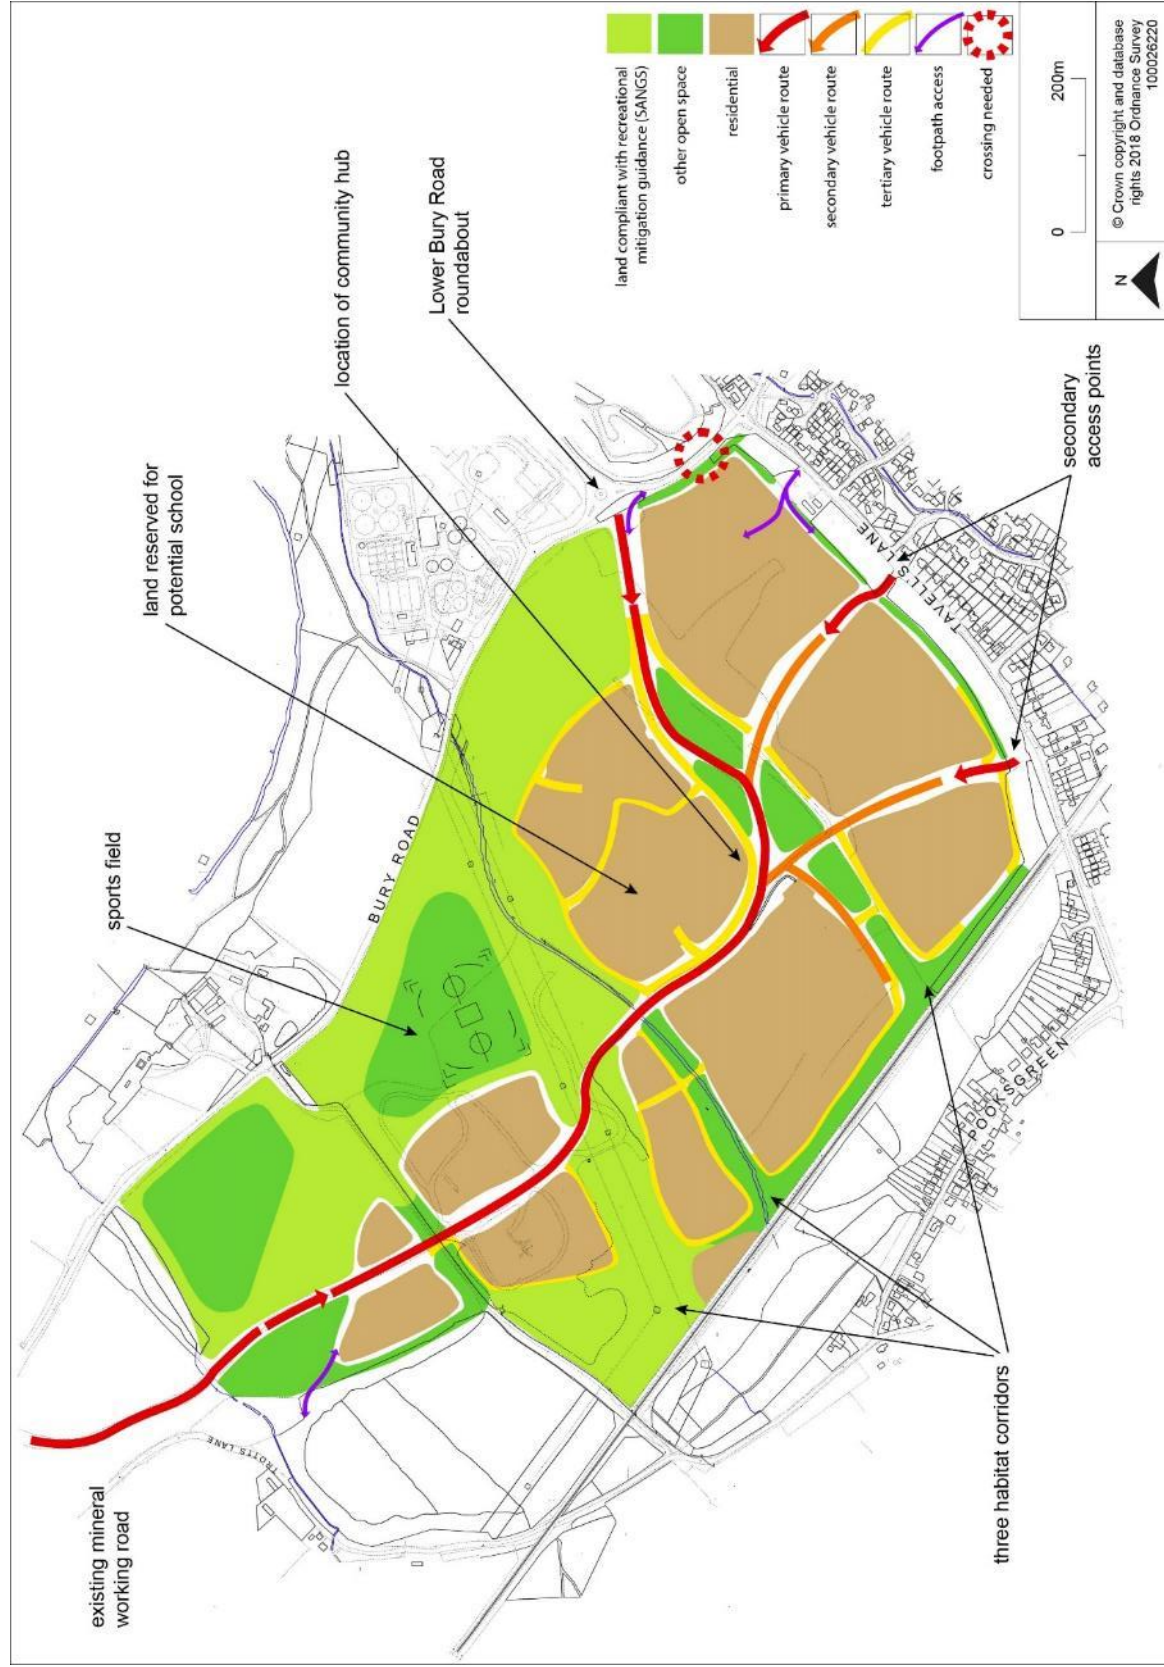 existing mineral
working road
sports field
land reserved for
potential school
location of community hub
Lower Bury Road
roundabout
BURY ROAD
TROTTS LANE
TAVELLS LANE
POOKSGREEN
three habitat corridors
secondary
access points
land compliant with recreational
mitigation guidance (SANGS)
other open space
residential
primary vehicle route
secondary vehicle route
tertiary vehicle route
footpath access
crossing needed
0
200m
N
© Crown copyright and database
rights 2018 Ordnance Survey
100026220